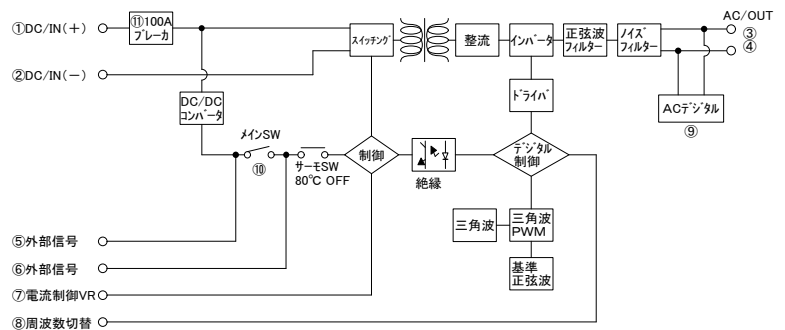 AC/OUT
①DC/IN(＋)
⑪100A
ブレーカ
スイッチング
整流
インバータ
正弦波
フィルター
ノイズ
フィルター
③
④
②DC/IN(－)
DC/DC
コンバータ
ドライバ
ACデジタル
⑨
メインSW
⑩
サーモSW
80℃ OFF
制御
絶縁
デジタル
制御
⑤外部信号
三角波
三角波
PWM
⑥外部信号
基準
正弦波
⑦電流制御VR
⑧周波数切替